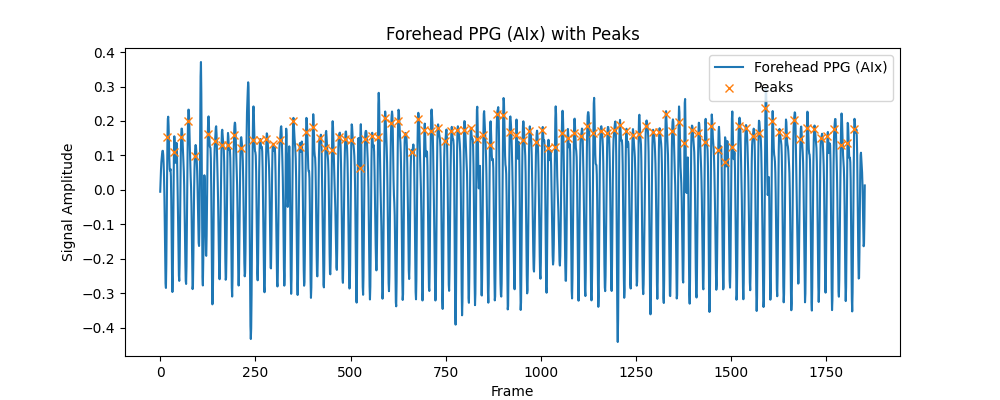 Forehead PPG (AIx) with Peaks
Forehead PPG (AIx)
Peaks
Signal Amplitude
0.4
0.3
0.2
0.1
0.0
−0.1
−0.2
−0.3
−0.4
0 250 500 750 1000 1250 1500 1750
Frame